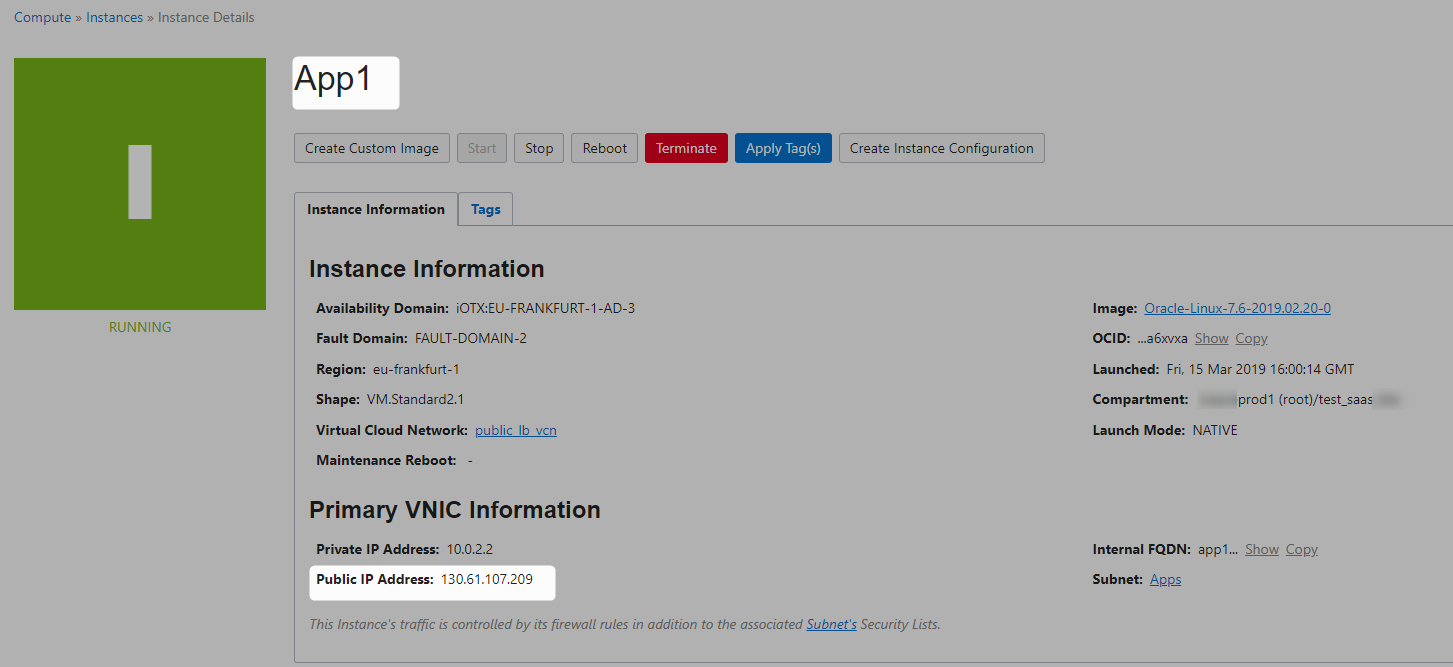 Compute » Instances » Instance Details
App1
Create Custom Image Start Stop Reboot Terminate Apply Tag(s) Create Instance Configuration
RUNNING
Instance Information Tags
Instance Information
Availability Domain: iOTX:EU-FRANKFURT-1-AD-3
Fault Domain: FAULT-DOMAIN-2
Region: eu-frankfurt-1
Shape: VM.Standard2.1
Virtual Cloud Network: public_lb_vcn
Maintenance Reboot: -
Image: Oracle-Linux-7.6-2019.02.20-0
OCID: ...a6xvxa Show Copy
Launched: Fri, 15 Mar 2019 16:00:14 GMT
Compartment: prod1 (root)/test_saas
Launch Mode: NATIVE
Primary VNIC Information
Private IP Address: 10.0.2.2
Public IP Address: 130.61.107.209
Internal FQDN: app1... Show Copy
Subnet: Apps
This Instance's traffic is controlled by its firewall rules in addition to the associated Subnet's Security Lists.